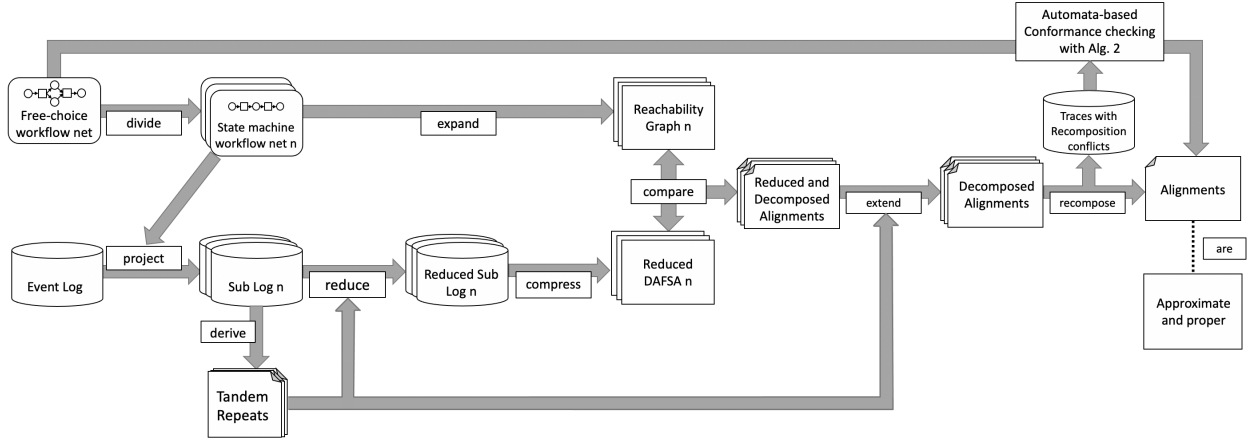 Automata-based
Conformance checking
with Alg. 2
Free-choice
workflow net
divide
State machine
workflow net n
expand
Reachability
Graph n
Traces with
Recomposition
conflicts
compare
Reduced and
Decomposed
Alignments
extend
Decomposed
Alignments
recompose
Alignments
are
Approximate
and proper
Event Log
project
Sub Log n
reduce
Reduced Sub
Log n
compress
Reduced
DAFSA n
derive
Tandem
Repeats